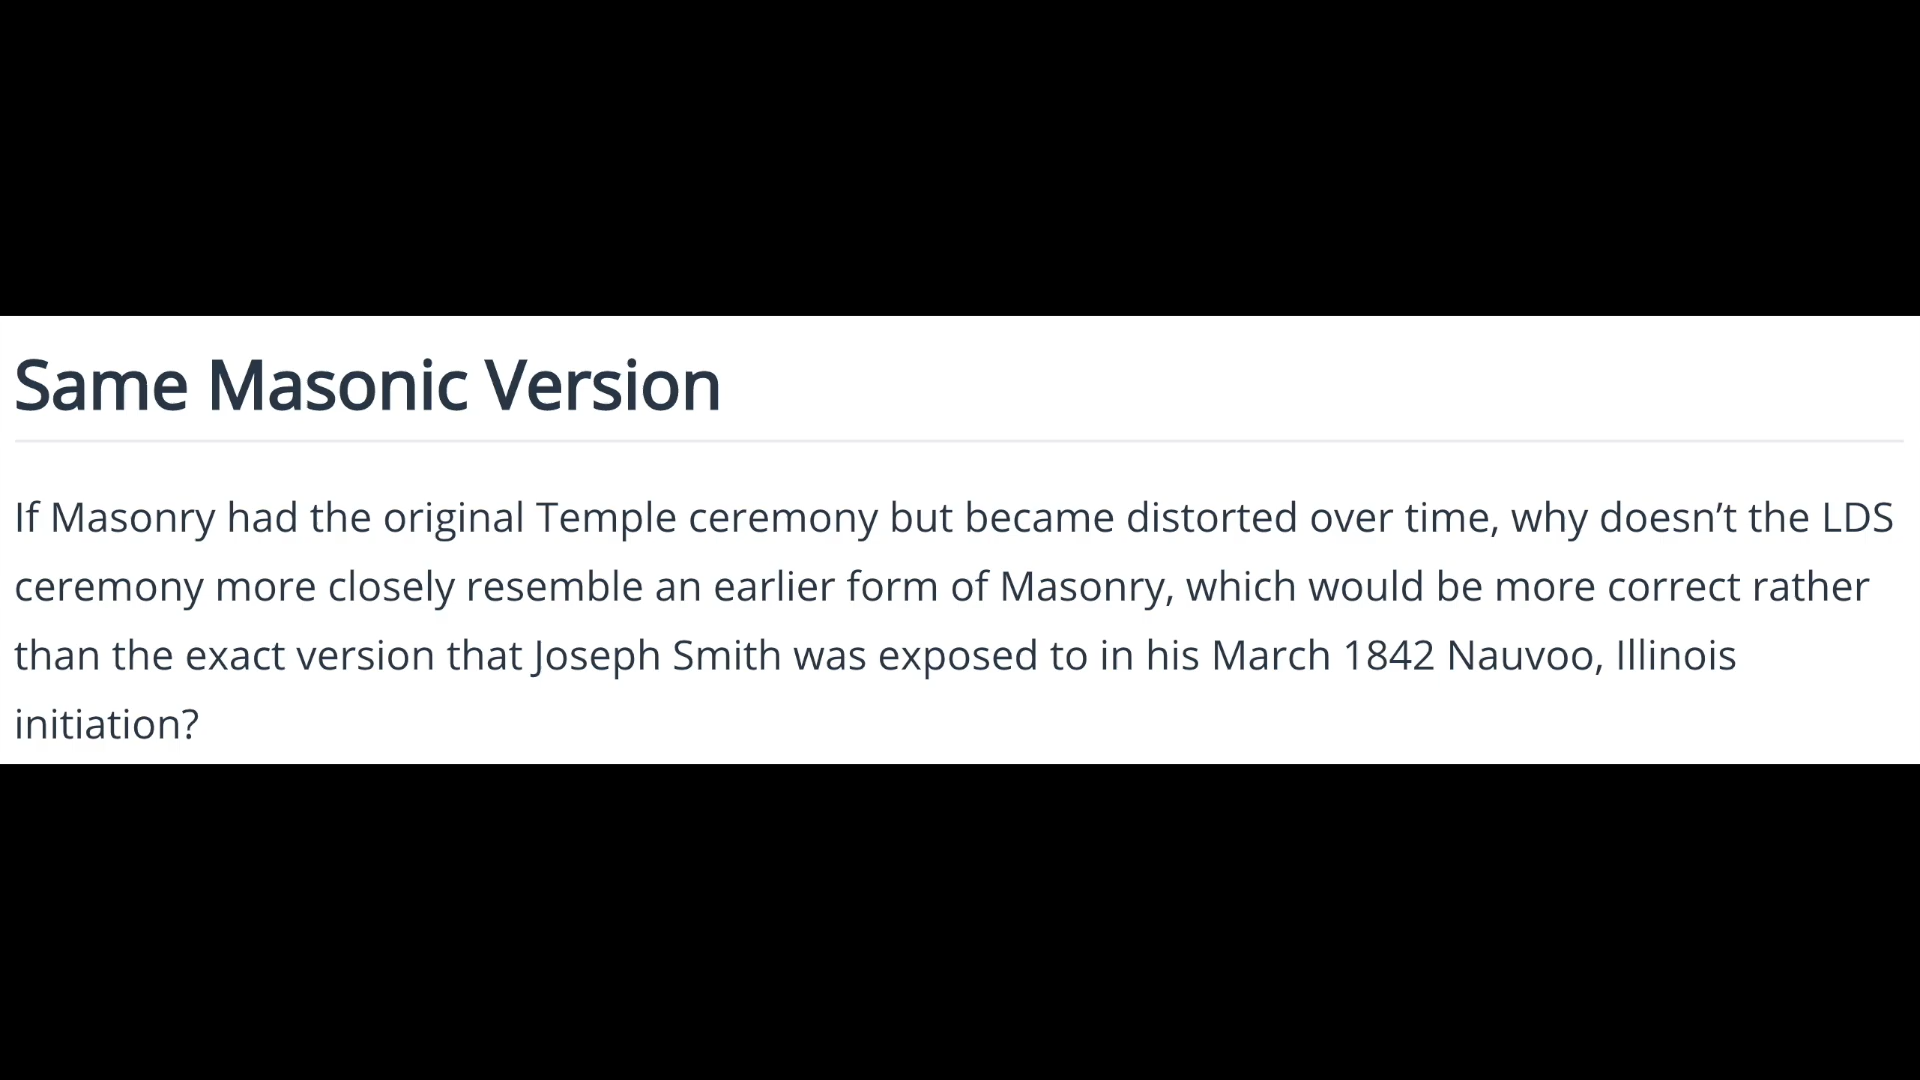 Same Masonic Version
If Masonry had the original Temple ceremony but became distorted over time, why doesn’t the LDS
ceremony more closely resemble an earlier form of Masonry, which would be more correct rather
than the exact version that Joseph Smith was exposed to in his March 1842 Nauvoo, Illinois
initiation?